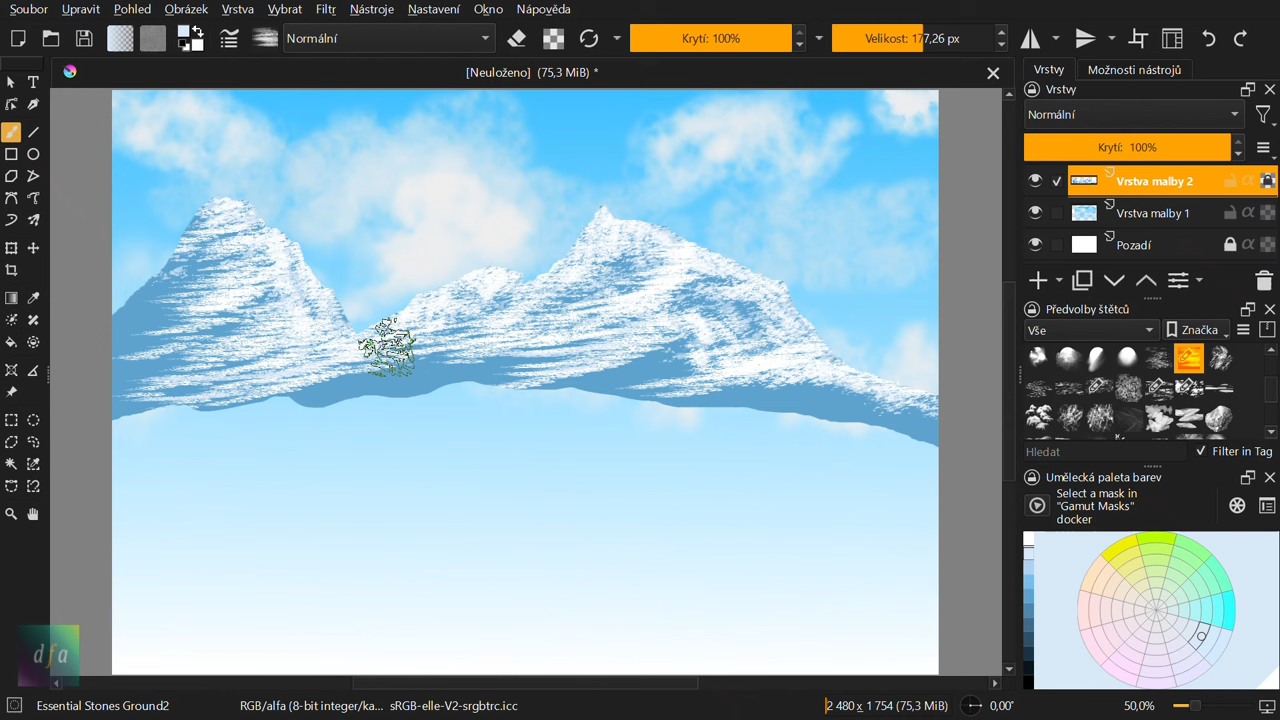 Soubor Upravit Pohled Obrázek Vrstva Vybrat Filtr Nástroje Nastavení Okno Nápověda
Normální
Krytí: 100%
Velikost: 177,26 px
[Neuloženo] (75,3 MiB) *
Vrstvy Možnosti nástrojů
Vrstvy
Normální
Krytí: 100%
Vrstva malby 2
Vrstva malby 1
Pozadí
Předvolby štětců
Vše
Značka
Hledat
Filter in Tag
Umělecká paleta barev
Select a mask in
"Gamut Masks"
docker
dfa
Essential Stones Ground2
RGB/alfa (8-bit integer/ka... sRGB-elle-V2-srgbtrc.icc
2 480 x 1 754 (75,3 MiB)
0,00°
50,0%